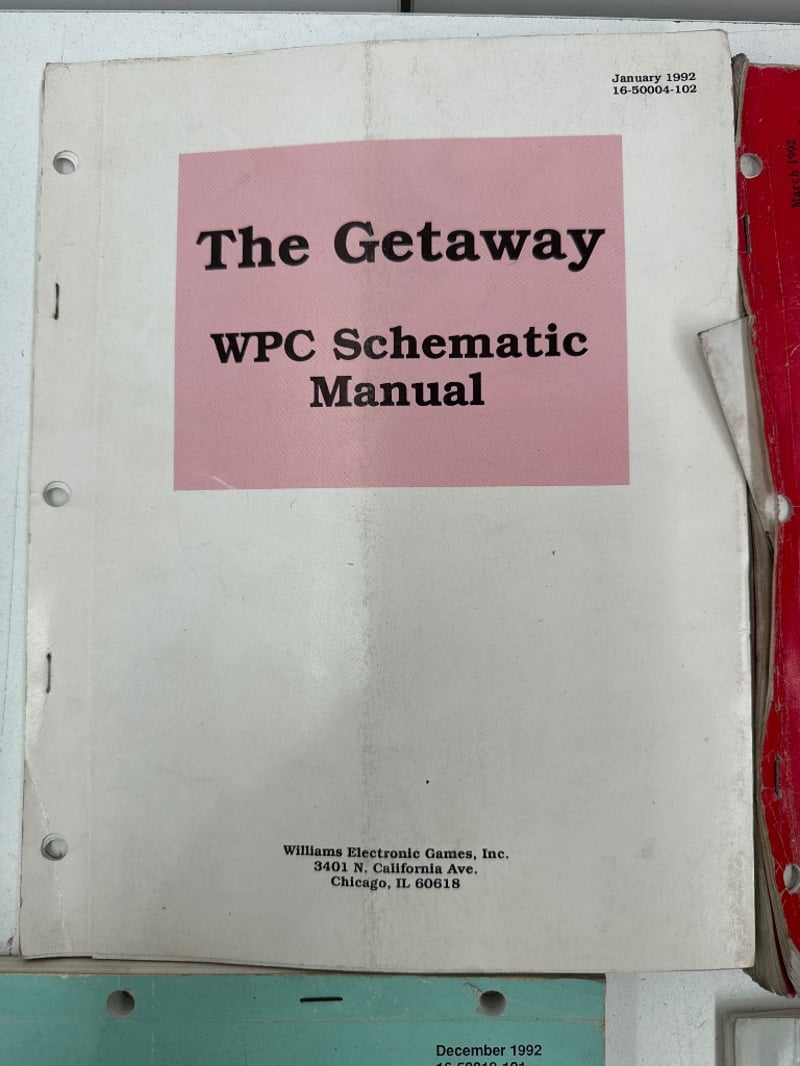 January 1992
16-50004-102
The Getaway
WPC Schematic
Manual
Williams Electronic Games, Inc.
3401 N. California Ave.
Chicago, IL 60618
March 1992
December 1992